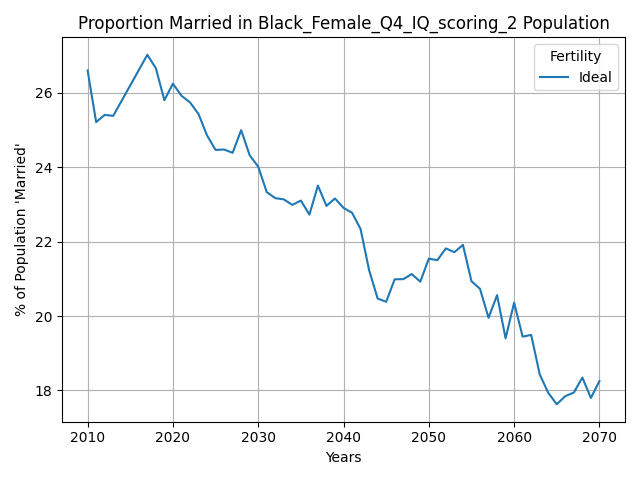 Proportion Married in Black_Female_Q4_IQ_scoring_2 Population
Fertility
Ideal
% of Population 'Married'
26
24
22
20
18
2010 2020 2030 2040 2050 2060 2070
Years